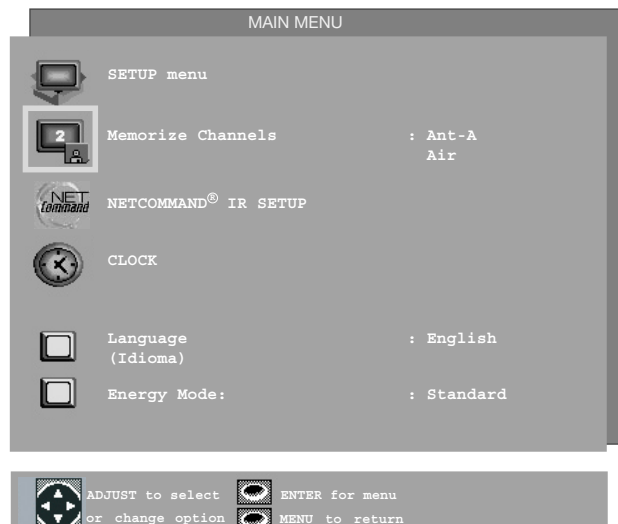 MAIN MENU
SETUP menu
2
Memorize Channels : Ant-A
Air
NET
Command
NETCOMMAND® IR SETUP
CLOCK
Language : English
(Idioma)
Energy Mode: : Standard
ADJUST to select ENTER for menu
or change option MENU to return